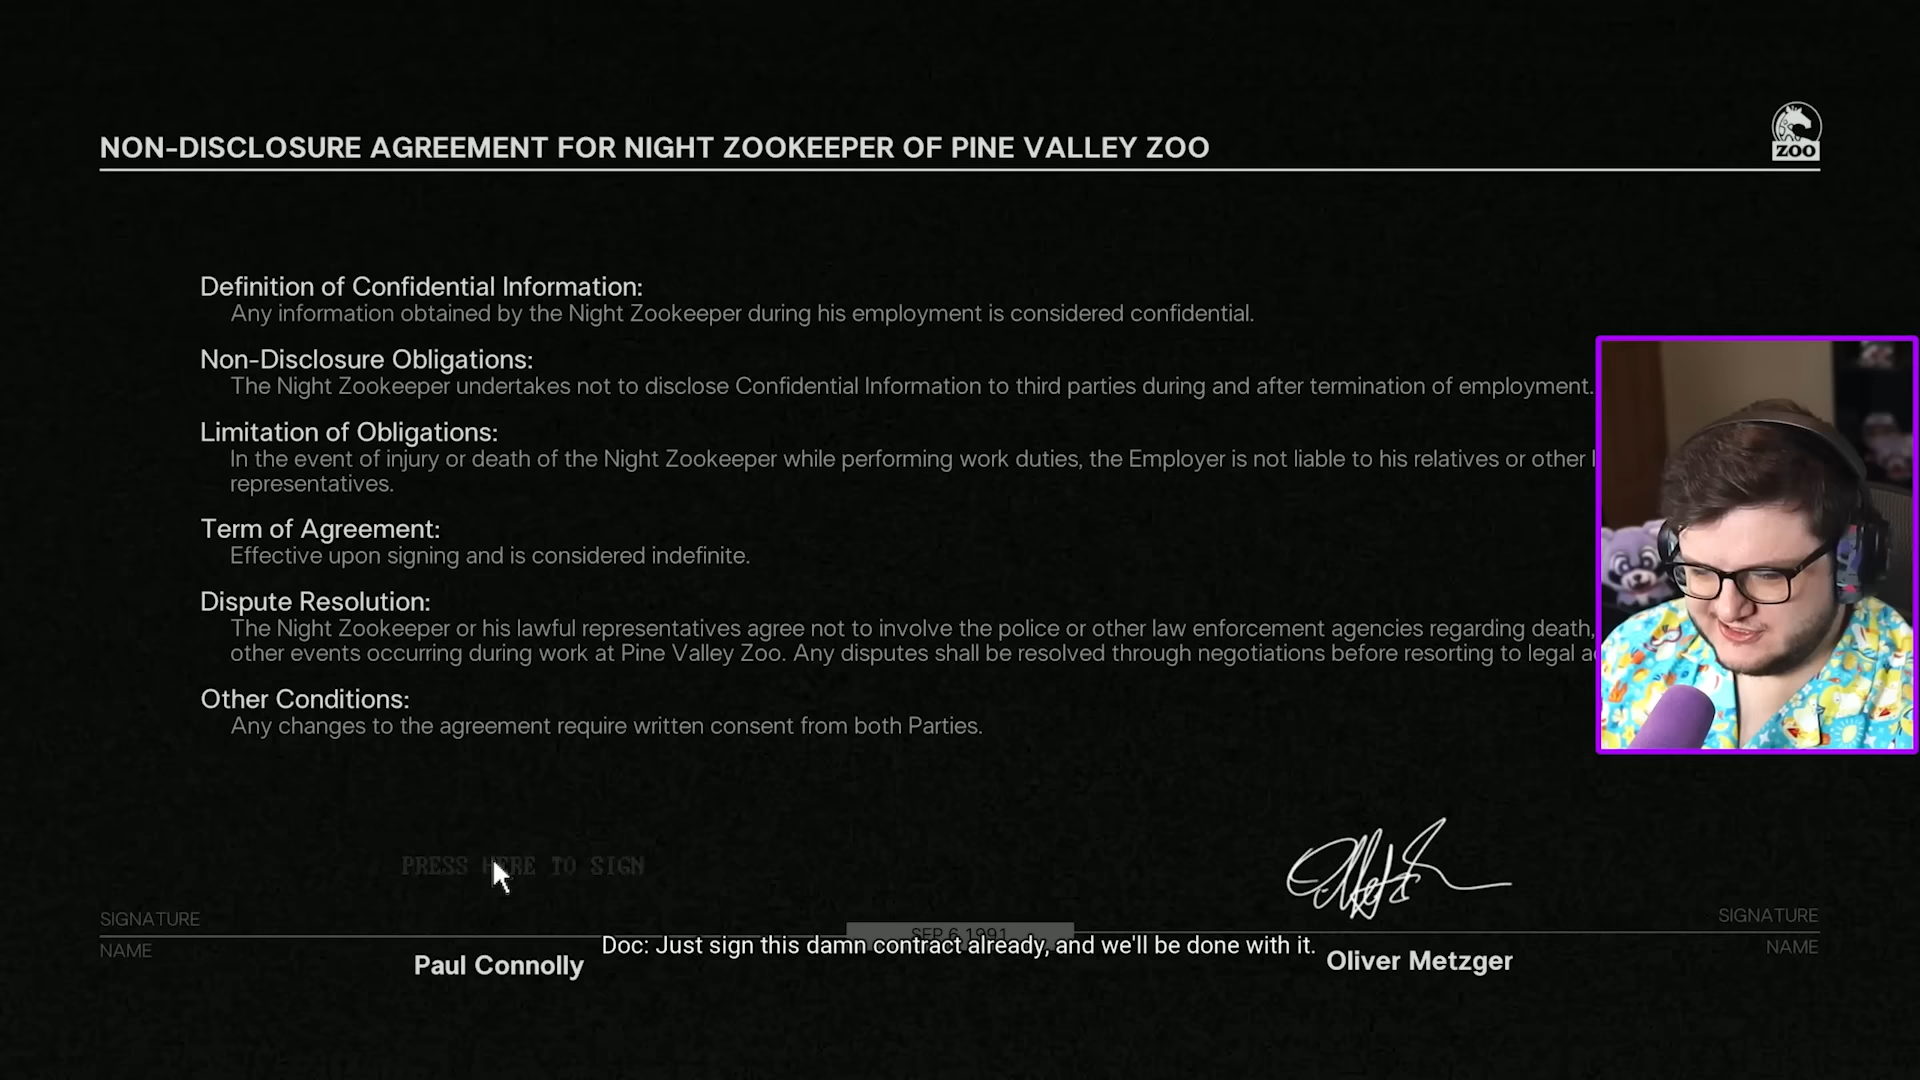 NON-DISCLOSURE AGREEMENT FOR NIGHT ZOOKEEPER OF PINE VALLEY ZOO
ZOO
Definition of Confidential Information:
Any information obtained by the Night Zookeeper during his employment is considered confidential.
Non-Disclosure Obligations:
The Night Zookeeper undertakes not to disclose Confidential Information to third parties during and after termination of employment.
Limitation of Obligations:
In the event of injury or death of the Night Zookeeper while performing work duties, the Employer is not liable to his relatives or other
representatives.
Term of Agreement:
Effective upon signing and is considered indefinite.
Dispute Resolution:
The Night Zookeeper or his lawful representatives agree not to involve the police or other law enforcement agencies regarding death,
other events occurring during work at Pine Valley Zoo. Any disputes shall be resolved through negotiations before resorting to legal
Other Conditions:
Any changes to the agreement require written consent from both Parties.
PRESS HERE TO SIGN
SIGNATURE
SIGNATURE
SEP 6 1991
NAME
Paul Connolly
Doc: Just sign this damn contract already, and we'll be done with it.
Oliver Metzger
NAME